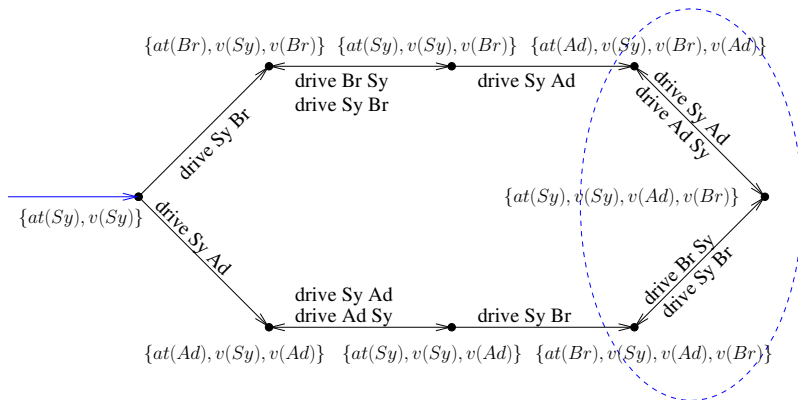 {at(Br), v(Sy), v(Br)} {at(Sy), v(Sy), v(Br)} {at(Ad), v(Sy), v(Br), v(Ad)}
drive Br Sy
drive Sy Br
drive Sy Ad
drive Sy Ad
drive Ad Sy
drive Sy Br
{at(Sy), v(Sy)}
{at(Sy), v(Sy), v(Ad), v(Br)}
drive Sy Ad
drive Br Sy
drive Sy Br
drive Sy Ad
drive Ad Sy
drive Sy Br
{at(Ad), v(Sy), v(Ad)} {at(Sy), v(Sy), v(Ad)} {at(Br), v(Sy), v(Ad), v(Br)}